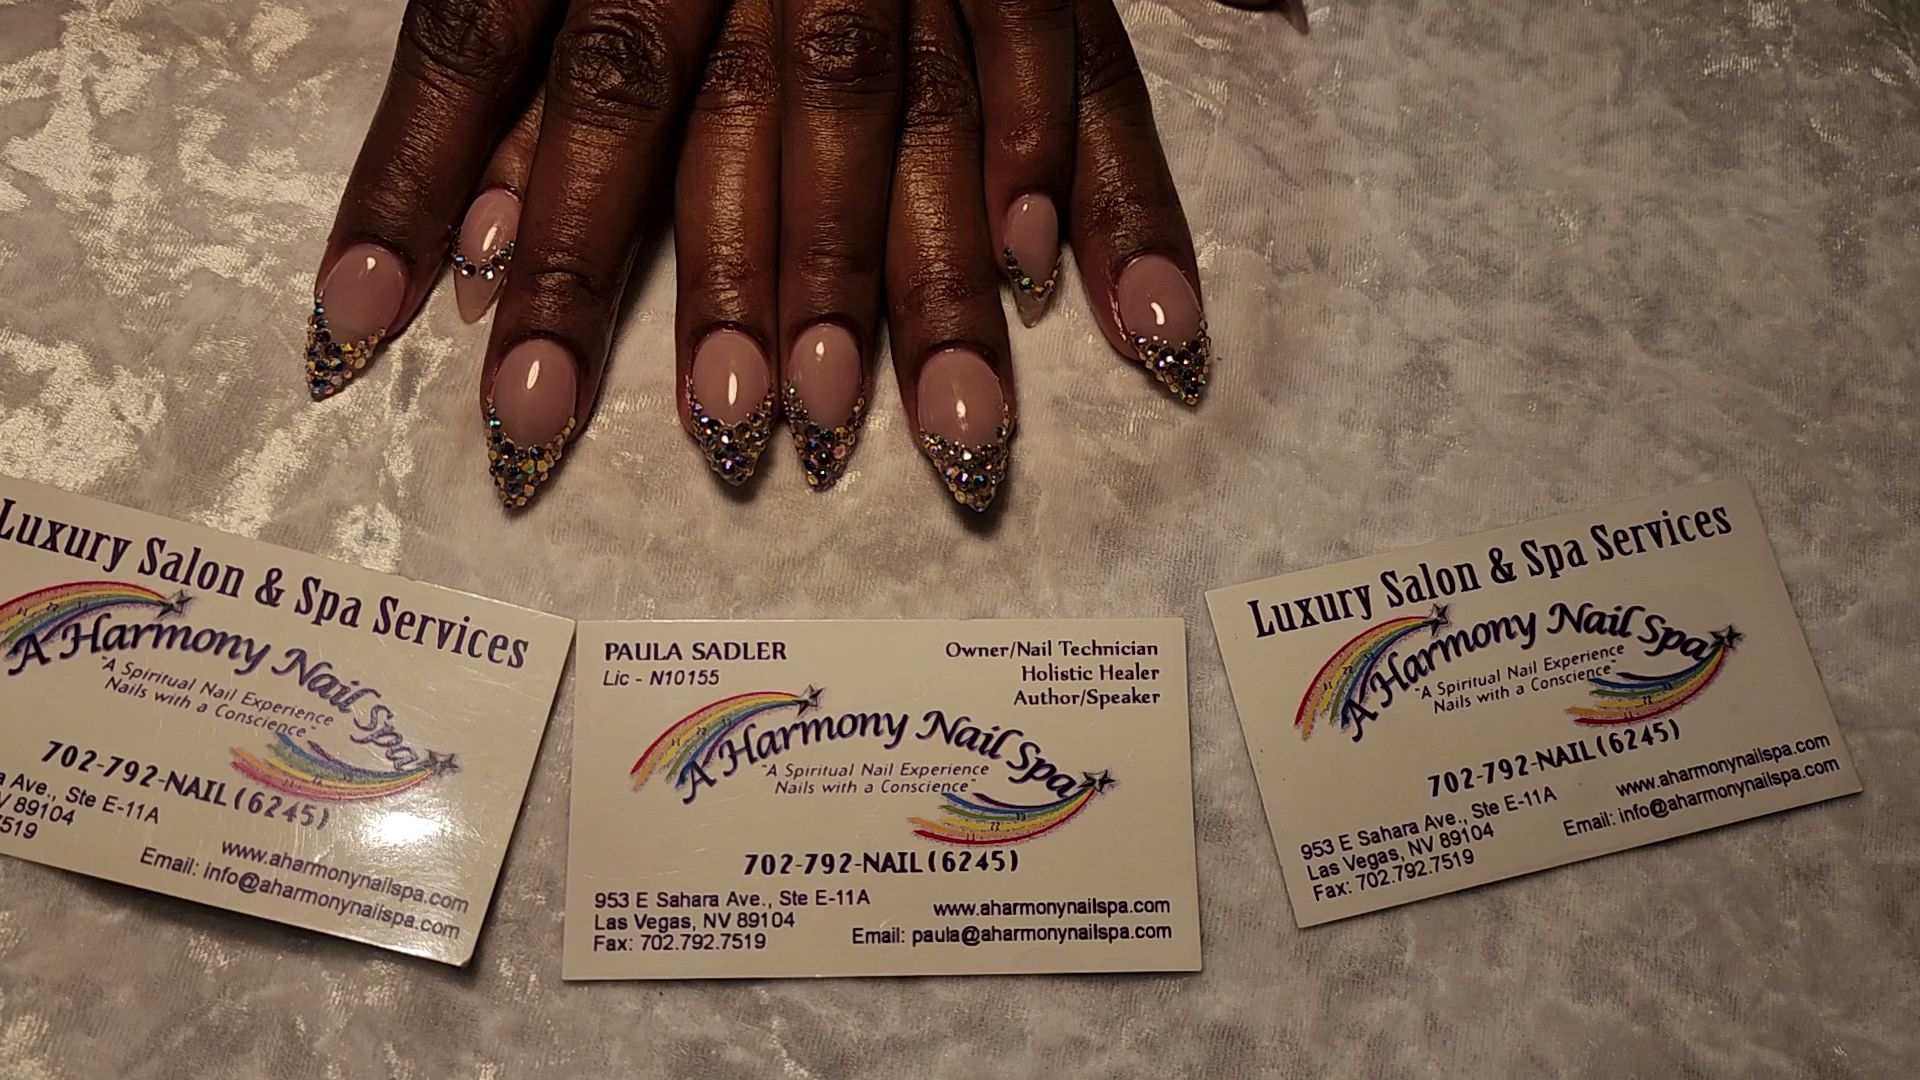 Luxury Salon & Spa Services
A Harmony Nail Spa
"A Spiritual Nail Experience
Nails with a Conscience"
702-792-NAIL (6245)
Ave., Ste E-11A
89104
7519
www.aharmonynailspa.com
Email: info@aharmonynailspa.com
PAULA SADLER
Lic - N10155
Owner/Nail Technician
Holistic Healer
Author/Speaker
A Harmony Nail Spa
"A Spiritual Nail Experience
Nails with a Conscience"
702-792-NAIL (6245)
953 E Sahara Ave., Ste E-11A
Las Vegas, NV 89104
Fax: 702.792.7519
www.aharmonynailspa.com
Email: paula@aharmonynailspa.com
Luxury Salon & Spa Services
A Harmony Nail Spa
"A Spiritual Nail Experience
Nails with a Conscience"
702-792-NAIL (6245)
953 E Sahara Ave., Ste E-11A
Las Vegas, NV 89104
Fax: 702.792.7519
www.aharmonynailspa.com
Email: info@aharmonynailspa.com